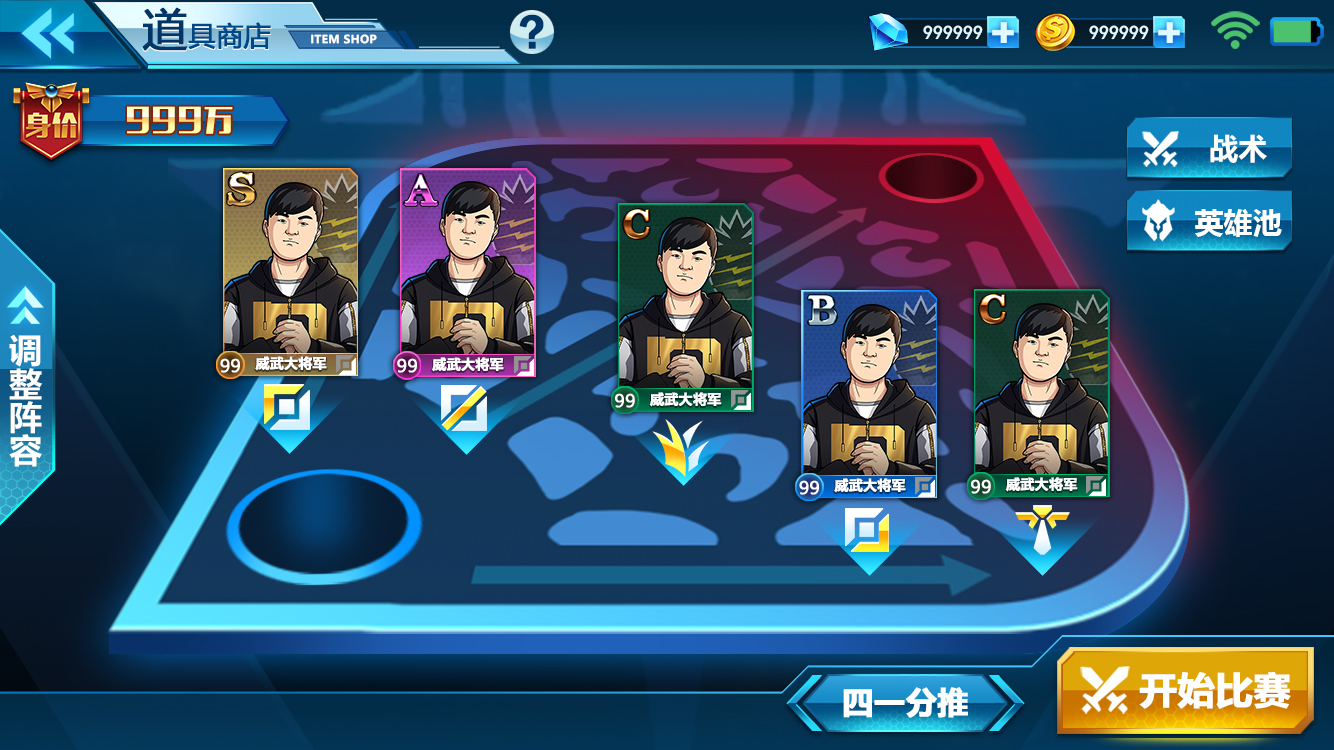 道具商店
ITEM SHOP
?
999999
999999
身价
999万
战术
英雄池
调整阵容
S
99 威武大将军
A
99 威武大将军
C
99 威武大将军
B
99 威武大将军
C
99 威武大将军
四一分推
开始比赛